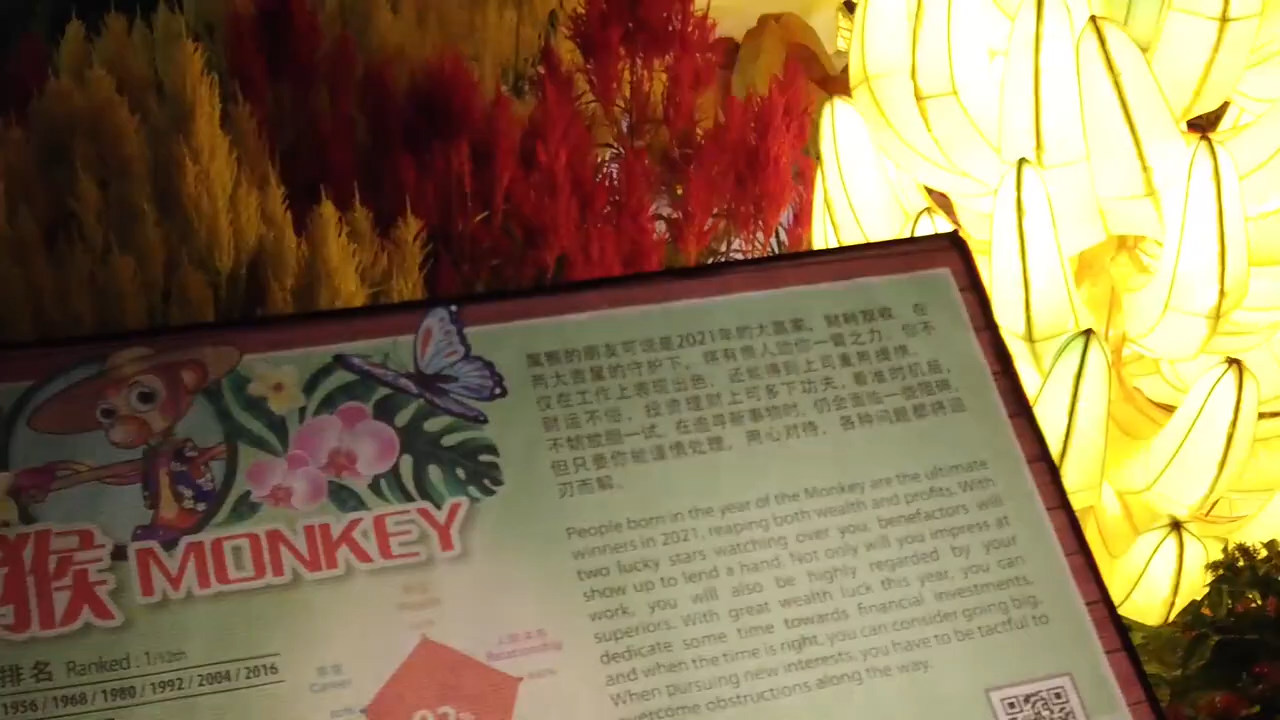 猴 MONKEY
排名 Ranked : 1/12th
1956 / 1968 / 1980 / 1992 / 2004 / 2016
Relationship
Career
属猴的朋友可说是2021年的大赢家，财利双收。在
两大吉星的守护下，将有贵人助你一臂之力。你不
仅在工作上表现出色，还能得到上司重用提拔。
财运不俗，投资理财上可多下功夫，看准时机后，
不妨放胆一试。在追寻新事物时，仍会面临一些阻碍，
但只要你能谨慎处理，用心对待，各种问题都将迎
刃而解。
People born in the year of the Monkey are the ultimate
winners in 2021, reaping both wealth and profits. With
two lucky stars watching over you, benefactors will
show up to lend a hand. Not only will you impress at
work, you will also be highly regarded by your
superiors. With great wealth luck this year, you can
dedicate some time towards financial investments,
and when the time is right, you can consider going big.
When pursuing new interests, you have to be tactful to
overcome obstructions along the way.